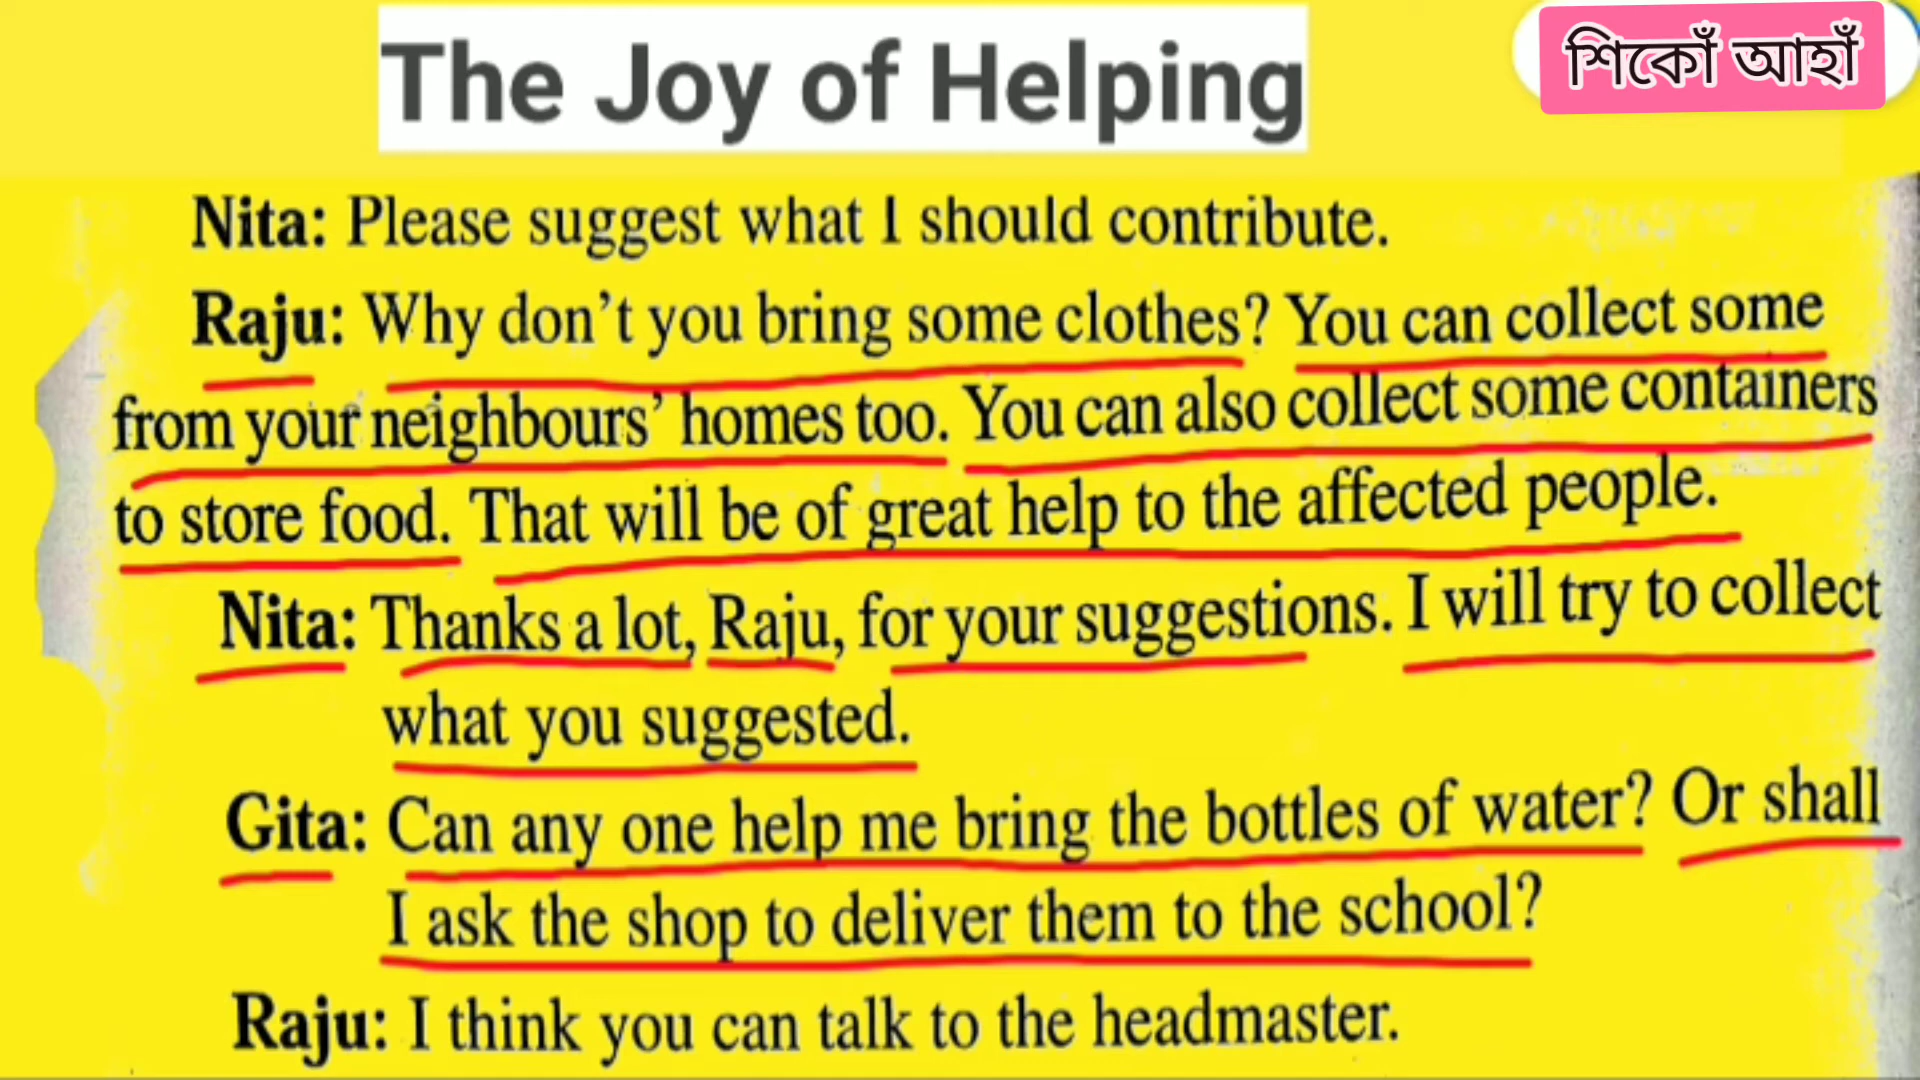 The Joy of Helping
শিকোঁ আহাঁ
Nita: Please suggest what I should contribute.
Raju: Why don't you bring some clothes? You can collect some
from your neighbours' homes too. You can also collect some containers
to store food. That will be of great help to the affected people.
Nita: Thanks a lot, Raju, for your suggestions. I will try to collect
what you suggested.
Gita: Can any one help me bring the bottles of water? Or shall
I ask the shop to deliver them to the school?
Raju: I think you can talk to the headmaster.